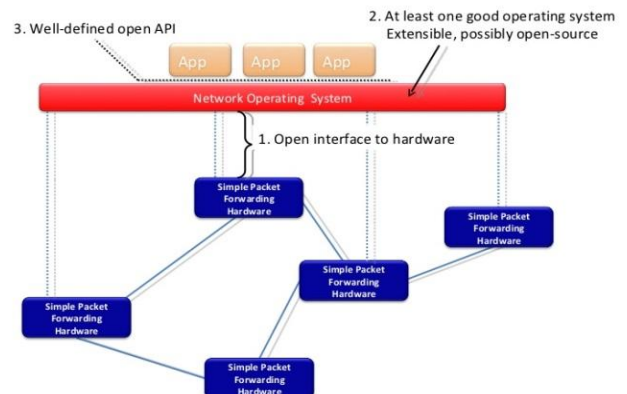 2. At least one good operating system
Extensible, possibly open-source
3. Well-defined open API
App App App
Network Operating System
1. Open interface to hardware
Simple Packet
Forwarding
Hardware
Simple Packet
Forwarding
Hardware
Simple Packet
Forwarding
Hardware
Simple Packet
Forwarding
Hardware
Simple Packet
Forwarding
Hardware